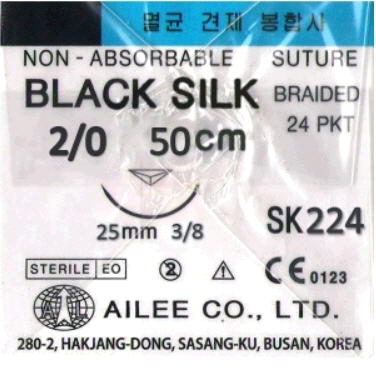 멸균 견제 봉합사
NON - ABSORBABLE SUTURE
BLACK SILK BRAIDED
2/0 50cm 24 PKT
25mm 3/8 SK224
STERILE EO 2 CE 0123
AILEE CO., LTD.
280-2, HAKJANG-DONG, SASANG-KU, BUSAN, KOREA